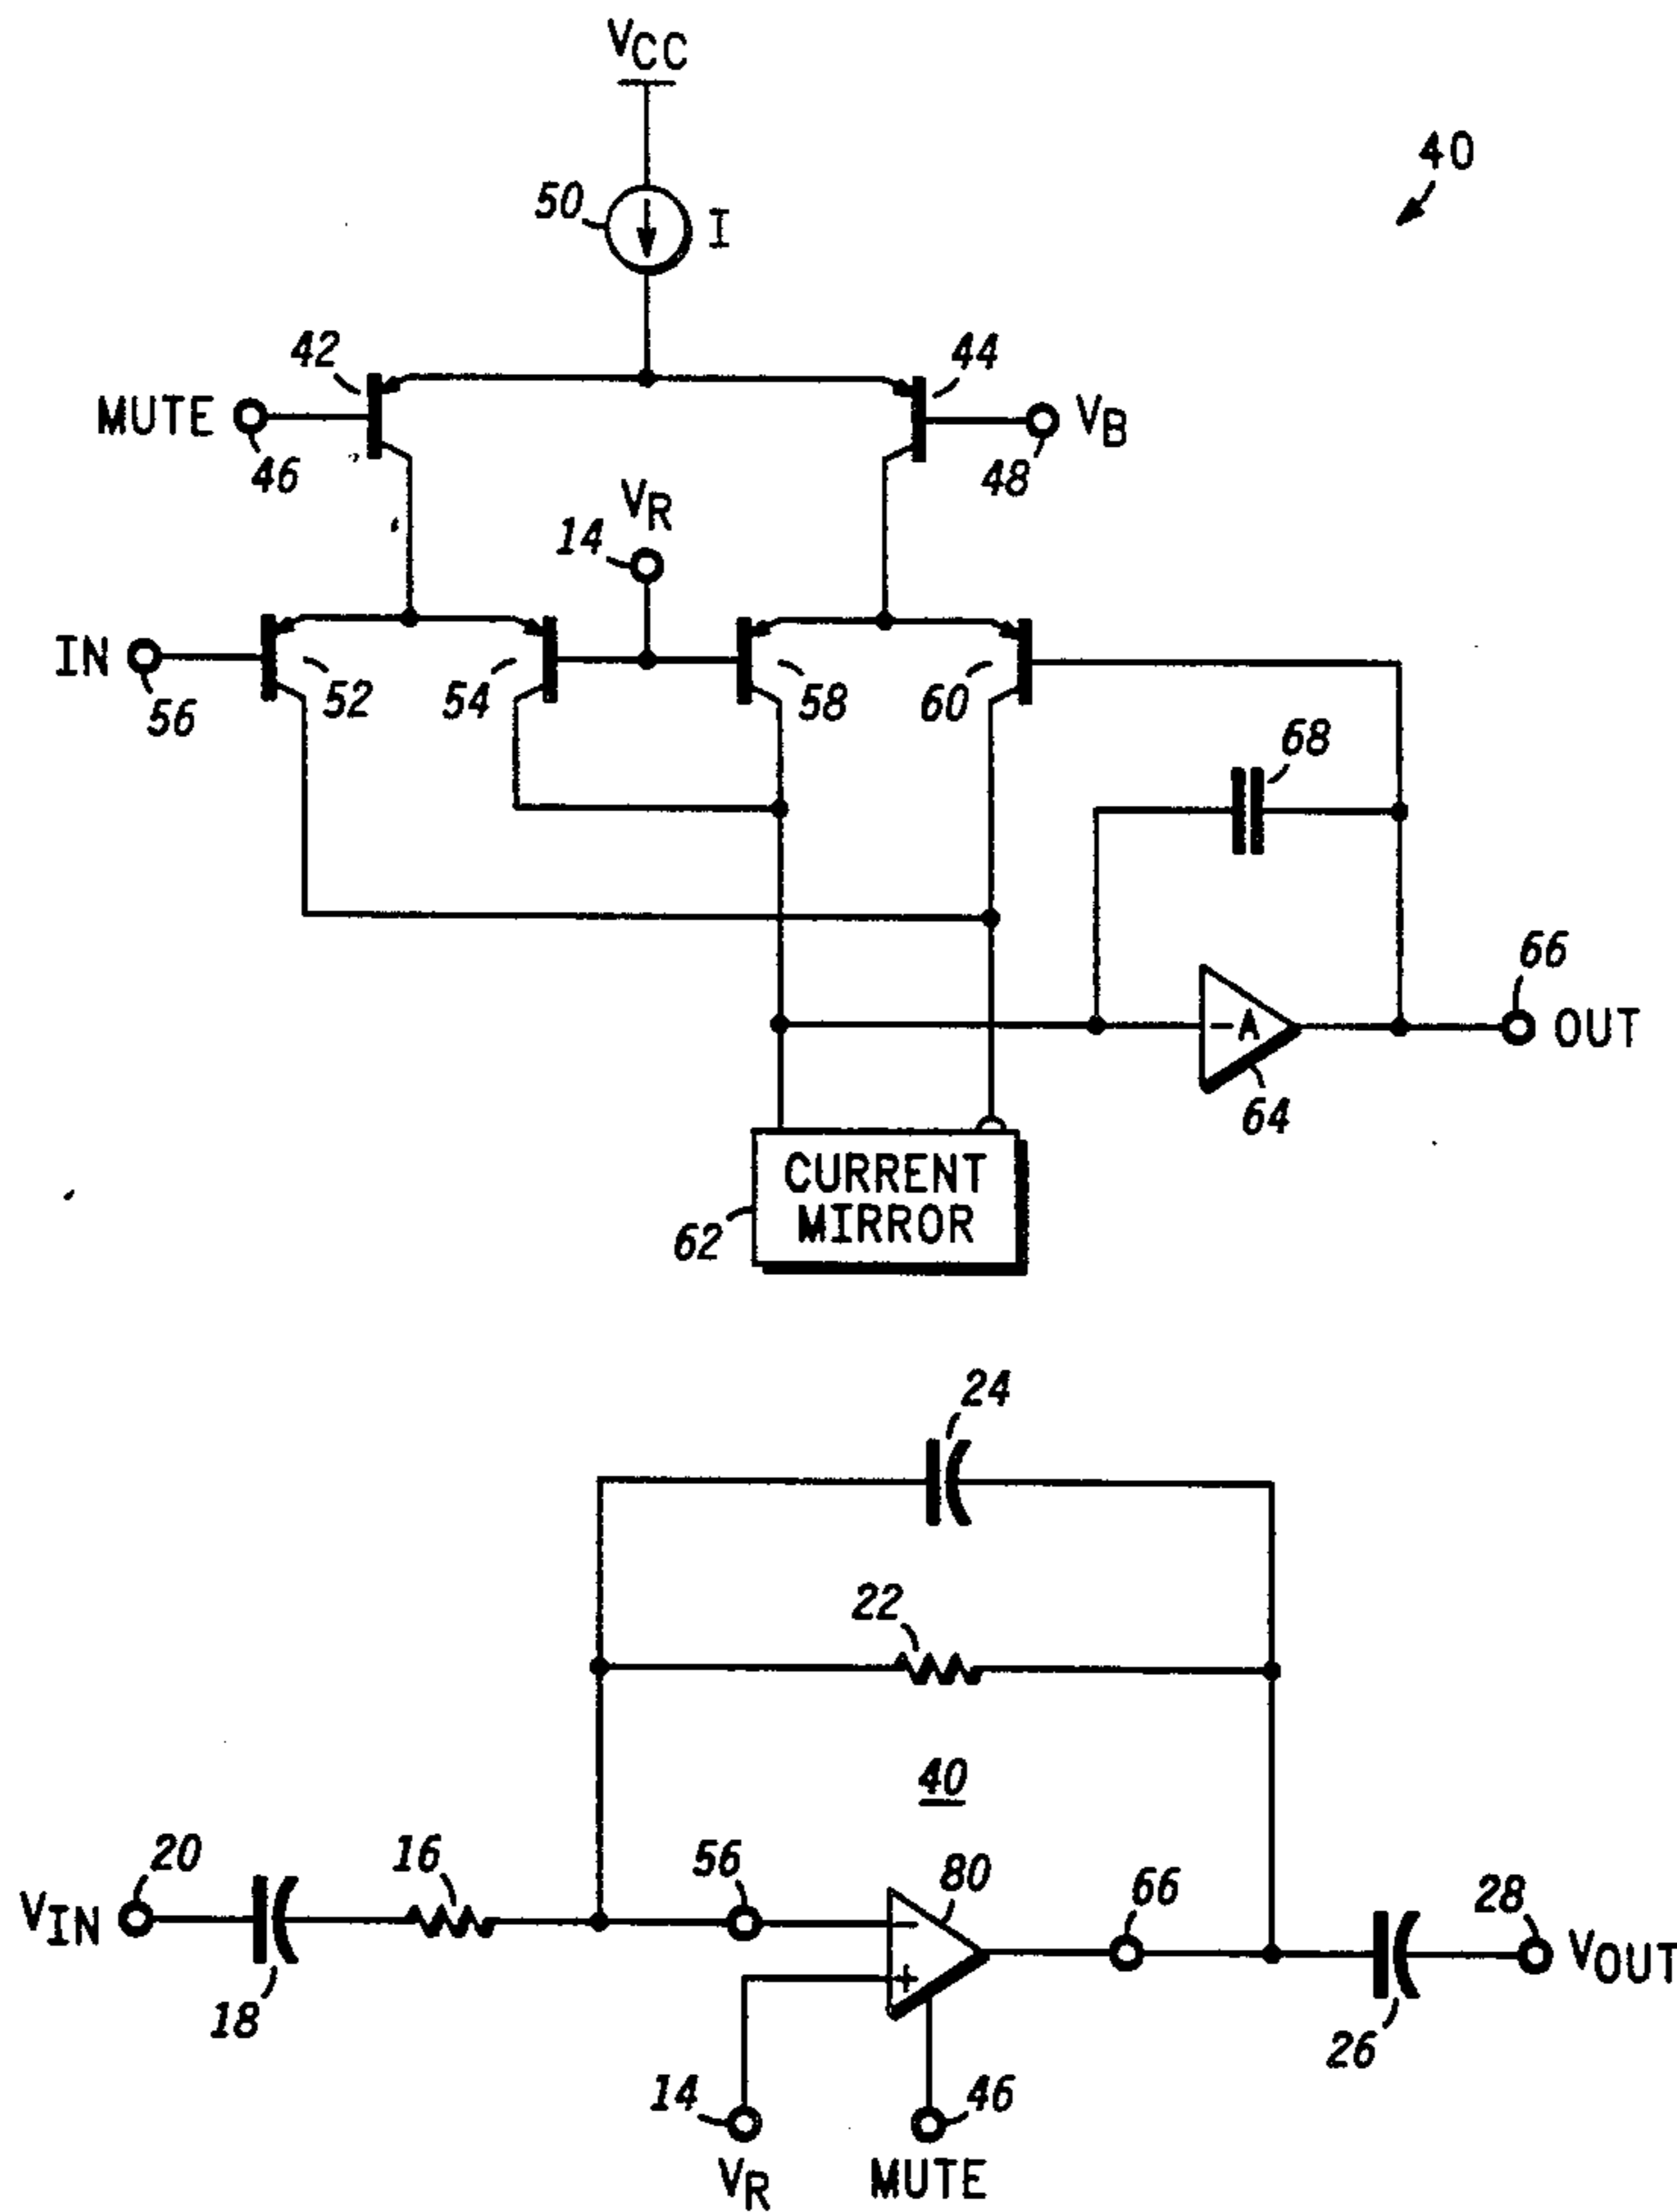 VCC
40
50 I
42 44
MUTE VB
46 48
VR
14
IN
56 52 54 58 60
68
66
OUT
-A
64
CURRENT
MIRROR
62
24
22
40
20 16 56 80 66 28
VIN - VOUT
+
18 26
14 46
VR MUTE